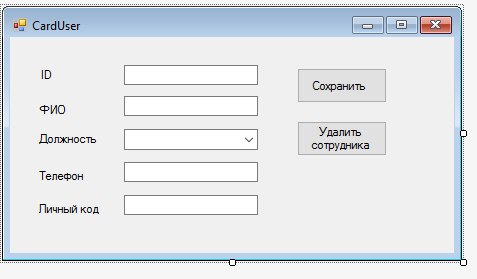 CardUser
ID
Сохранить
ФИО
Должность
Удалить
сотрудника
Телефон
Личный код